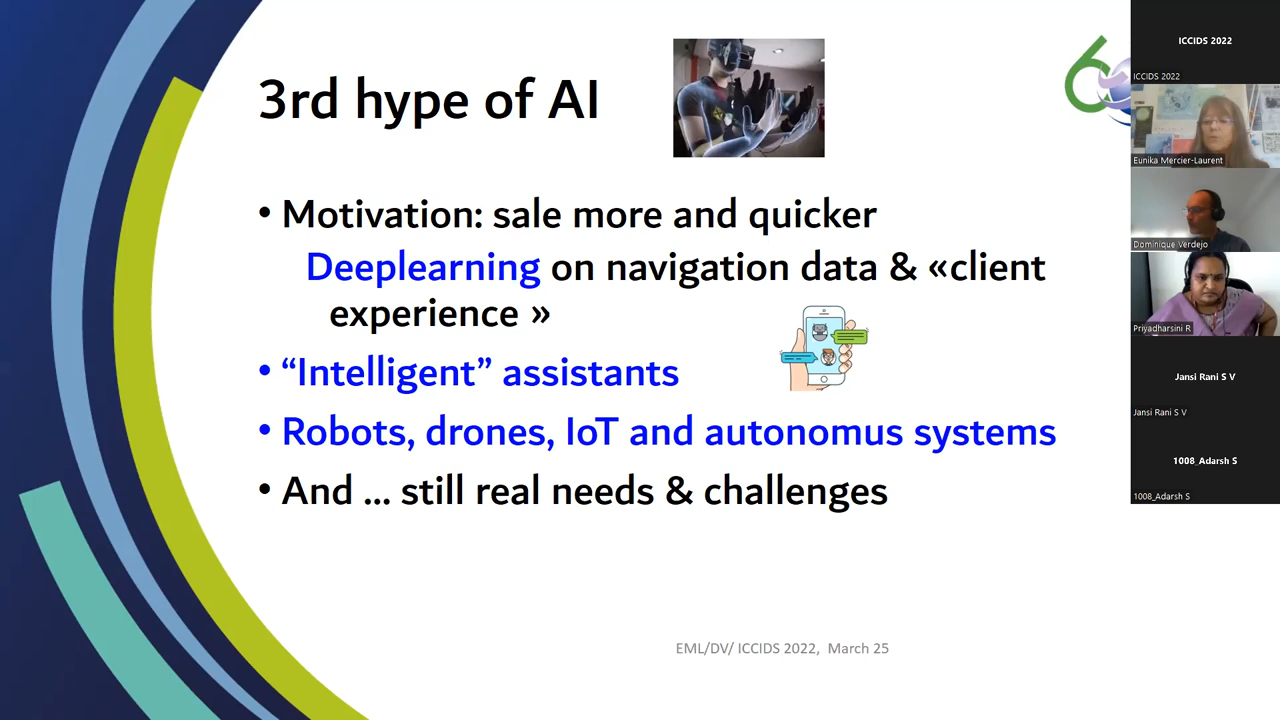 3rd hype of AI
• Motivation: sale more and quicker
Deeplearning on navigation data & «client
experience »
• “Intelligent” assistants
• Robots, drones, IoT and autonomus systems
• And ... still real needs & challenges
EML/DV/ ICCIDS 2022, March 25
6
ICCIDS 2022
ICCIDS 2022
Eunika Mercier-Laurent
Dominique Verdejo
Priyadharsini R
Jansi Rani S V
Jansi Rani S V
1008_Adarsh S
1008_Adarsh S